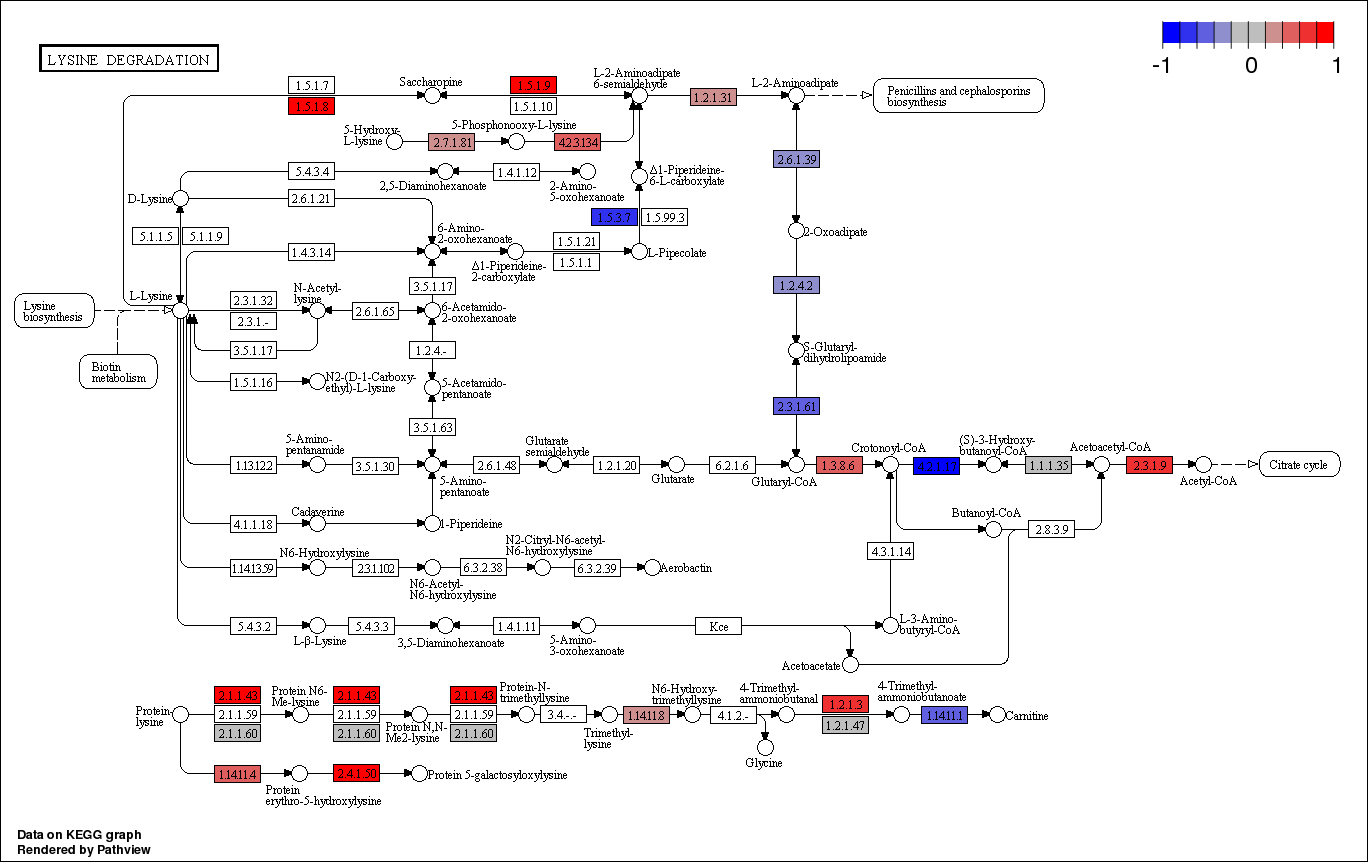 LYSINE DEGRADATION
-1
0
1
1.5.1.7
1.5.1.8
Saccharopine
1.5.1.9
1.5.1.10
L-2-Aminoadipate
6-semialdehyde
1.2.1.31
L-2-Aminoadipate
Penicillins and cephalosporins
biosynthesis
5-Hydroxy-
L-lysine
2.7.1.81
5-Phosphonooxy-L-lysine
4.2.3.134
2.6.1.39
5.4.3.4
2,5-Diaminohexanoate
1.4.1.12
2-Amino-
5-oxohexanoate
Δ1-Piperideine-
6-L-carboxylate
D-Lysine
2.6.1.21
1.5.3.7
1.5.99.3
5.1.1.5
5.1.1.9
6-Amino-
2-oxohexanoate
2-Oxoadipate
1.4.3.14
1.5.1.21
1.5.1.1
L-Pipecolate
Δ1-Piperideine-
2-carboxylate
3.5.1.17
1.2.4.2
L-Lysine
2.3.1.32
2.3.1.-
N-Acetyl-
lysine
2.6.1.65
6-Acetamido-
2-oxohexanoate
Lysine
biosynthesis
3.5.1.17
1.2.4.-
S-Glutaryl-
dihydrolipoamide
Biotin
metabolism
1.5.1.16
N2-(D-1-Carboxy-
ethyl)-L-lysine
5-Acetamido-
pentanoate
2.3.1.61
3.5.1.63
5-Amino-
pentanamide
1.13.12.2
3.5.1.30
5-Amino-
pentanoate
2.6.1.48
Glutarate
semialdehyde
1.2.1.20
Glutarate
6.2.1.6
Glutaryl-CoA
1.3.8.6
Crotonoyl-CoA
4.2.1.17
(S)-3-Hydroxy-
butanoyl-CoA
1.1.1.35
Acetoacetyl-CoA
2.3.1.9
Acetyl-CoA
Citrate cycle
4.1.1.18
Cadaverine
1-Piperideine
Butanoyl-CoA
2.8.3.9
4.3.1.14
1.14.13.59
N6-Hydroxylysine
2.3.1.102
N6-Acetyl-
N6-hydroxylysine
6.3.2.38
N2-Citryl-N6-acetyl-
N6-hydroxylysine
6.3.2.39
Aerobactin
5.4.3.2
L-β-Lysine
5.4.3.3
3,5-Diaminohexanoate
1.4.1.11
5-Amino-
3-oxohexanoate
Kce
L-3-Amino-
butyryl-CoA
Acetoacetate
Protein-
lysine
2.1.1.43
2.1.1.59
2.1.1.60
Protein N6-
Me-lysine
2.1.1.43
2.1.1.59
2.1.1.60
Protein N,N-
Me2-lysine
2.1.1.43
2.1.1.59
2.1.1.60
Protein-N-
trimethyllysine
3.4.-.-
Trimethyl-
lysine
1.14.11.8
N6-Hydroxy-
trimethyllysine
4.1.2.-
Glycine
4-Trimethyl-
ammoniobutanal
1.2.1.3
1.2.1.47
4-Trimethyl-
ammoniobutanoate
1.14.11.1
Carnitine
1.14.11.4
Protein
erythro-5-hydroxylysine
2.4.1.50
Protein 5-galactosyloxylysine
Data on KEGG graph
Rendered by Pathview